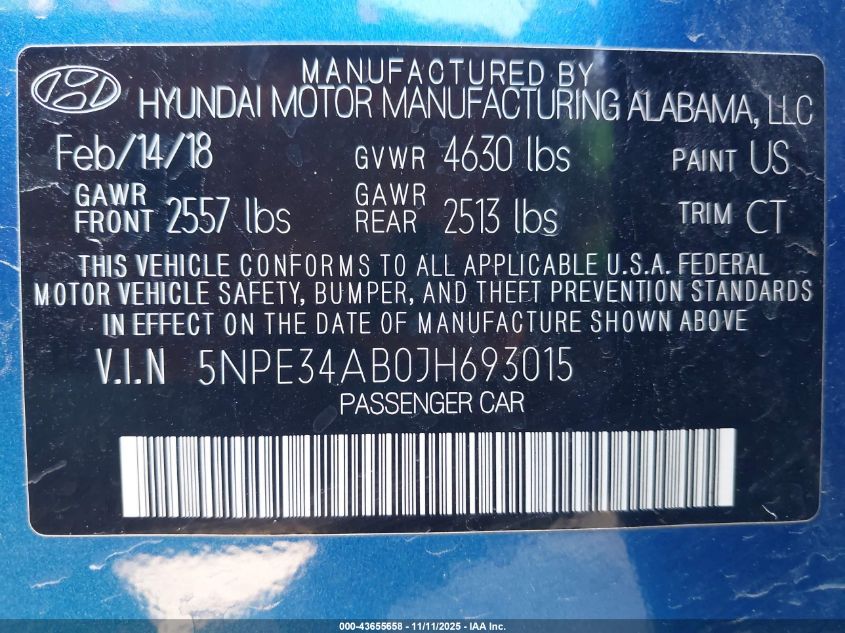 MANUFACTURED BY
HYUNDAI MOTOR MANUFACTURING ALABAMA, LLC
Feb/14/18 GVWR 4630 lbs PAINT US
GAWR FRONT 2557 lbs GAWR REAR 2513 lbs TRIM CT
THIS VEHICLE CONFORMS TO ALL APPLICABLE U.S.A. FEDERAL
MOTOR VEHICLE SAFETY, BUMPER, AND THEFT PREVENTION STANDARDS
IN EFFECT ON THE DATE OF MANUFACTURE SHOWN ABOVE
V.I.N 5NPE34AB0JH693015
PASSENGER CAR
000-43655658 - 11/11/2025 - IAA Inc.